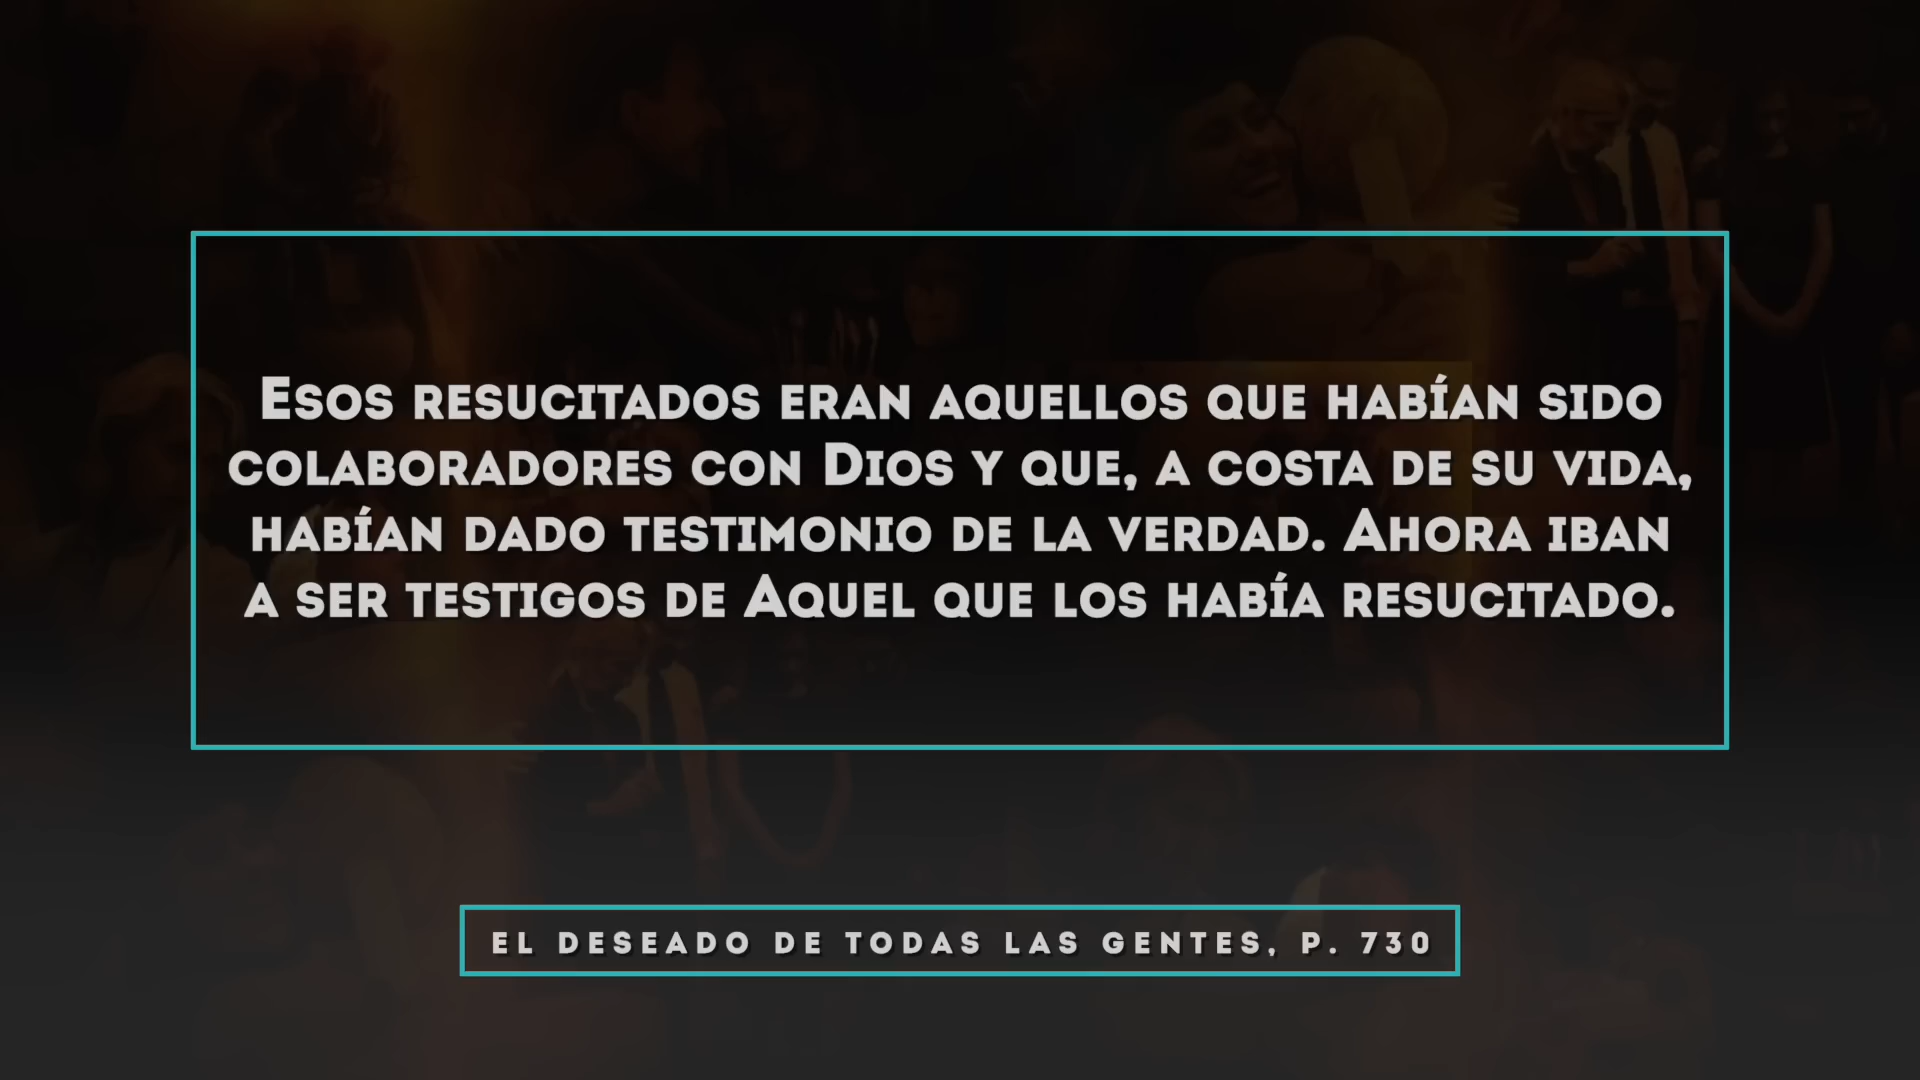 Esos resucitados eran aquellos que habían sido
colaboradores con Dios y que, a costa de su vida,
habían dado testimonio de la verdad. Ahora iban
a ser testigos de Aquel que los había resucitado.
EL DESEADO DE TODAS LAS GENTES, P. 730